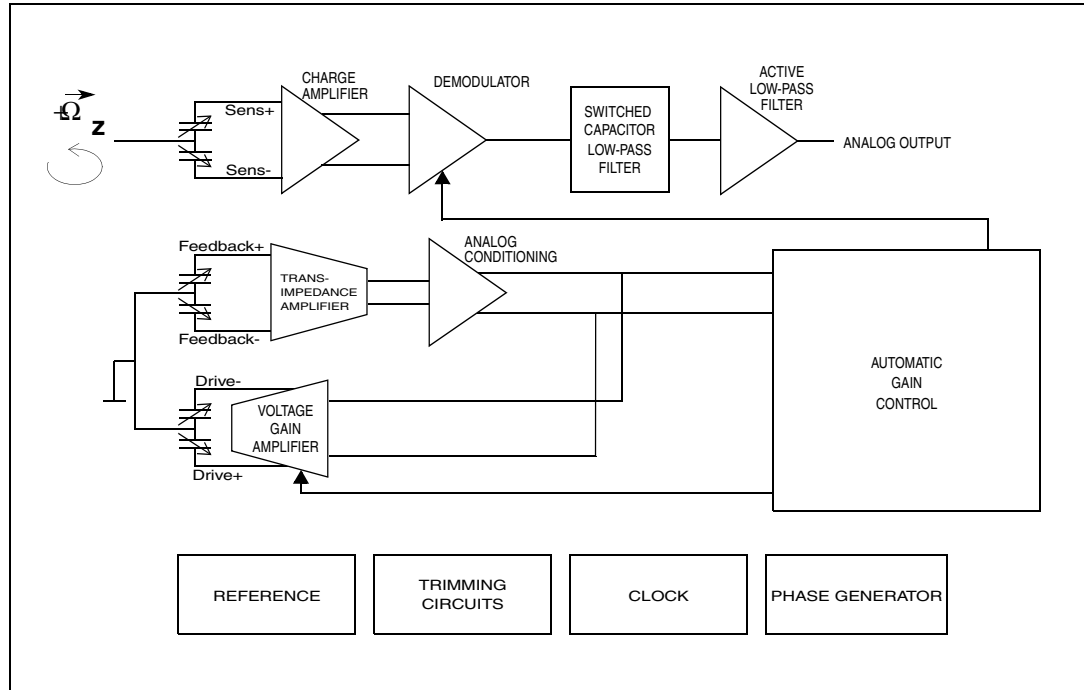 CHARGE
AMPLIFIER
DEMODULATOR
ACTIVE
LOW-PASS
FILTER
+Ω
z
Sens+
Sens-
SWITCHED
CAPACITOR
LOW-PASS
FILTER
ANALOG OUTPUT
Feedback+
TRANS-
IMPEDANCE
AMPLIFIER
Feedback-
ANALOG
CONDITIONING
AUTOMATIC
GAIN
CONTROL
Drive-
VOLTAGE
GAIN
AMPLIFIER
Drive+
REFERENCE
TRIMMING
CIRCUITS
CLOCK
PHASE GENERATOR